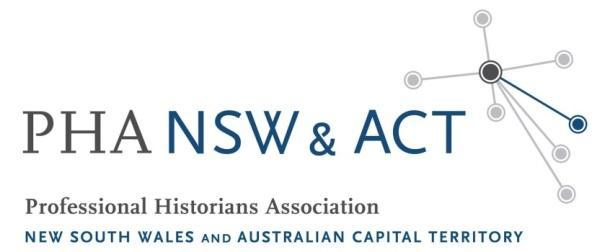 PHA NSW & ACT
Professional Historians Association
NEW SOUTH WALES AND AUSTRALIAN CAPITAL TERRITORY